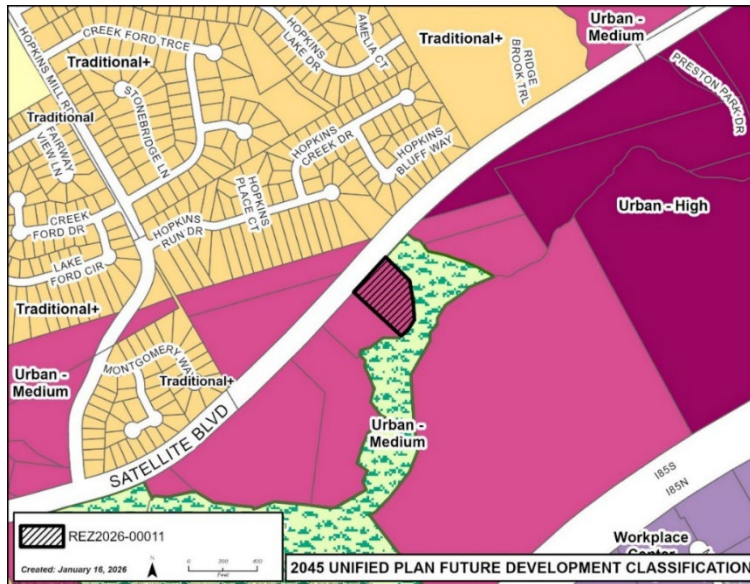 Urban -
Medium
Traditional+
CREEK FORD TRCE
HOPKINS
LAKE DR
AMELIA CT
RIDGE
BROOK TRL
PRESTON PARK DR
HOPKINS MILL RD
Traditional+
STONEBRIDGE LN
Traditional
FAIRWAY
VIEW LN
HOPKINS
CREEK DR
HOPKINS
BLUFF WAY
HOPKINS
PLACE CT
Urban - High
CREEK
FORD DR
HOPKINS
RUN DR
LAKE
FORD CIR
Traditional+
MONTGOMERY WAY
Traditional+
Urban -
Medium
SATELLITE BLVD
Urban -
Medium
I85S
I85N
Workplace
Center
REZ2026-00011
Created: January 16, 2026
N
0 200 400
Feet
2045 UNIFIED PLAN FUTURE DEVELOPMENT CLASSIFICATION